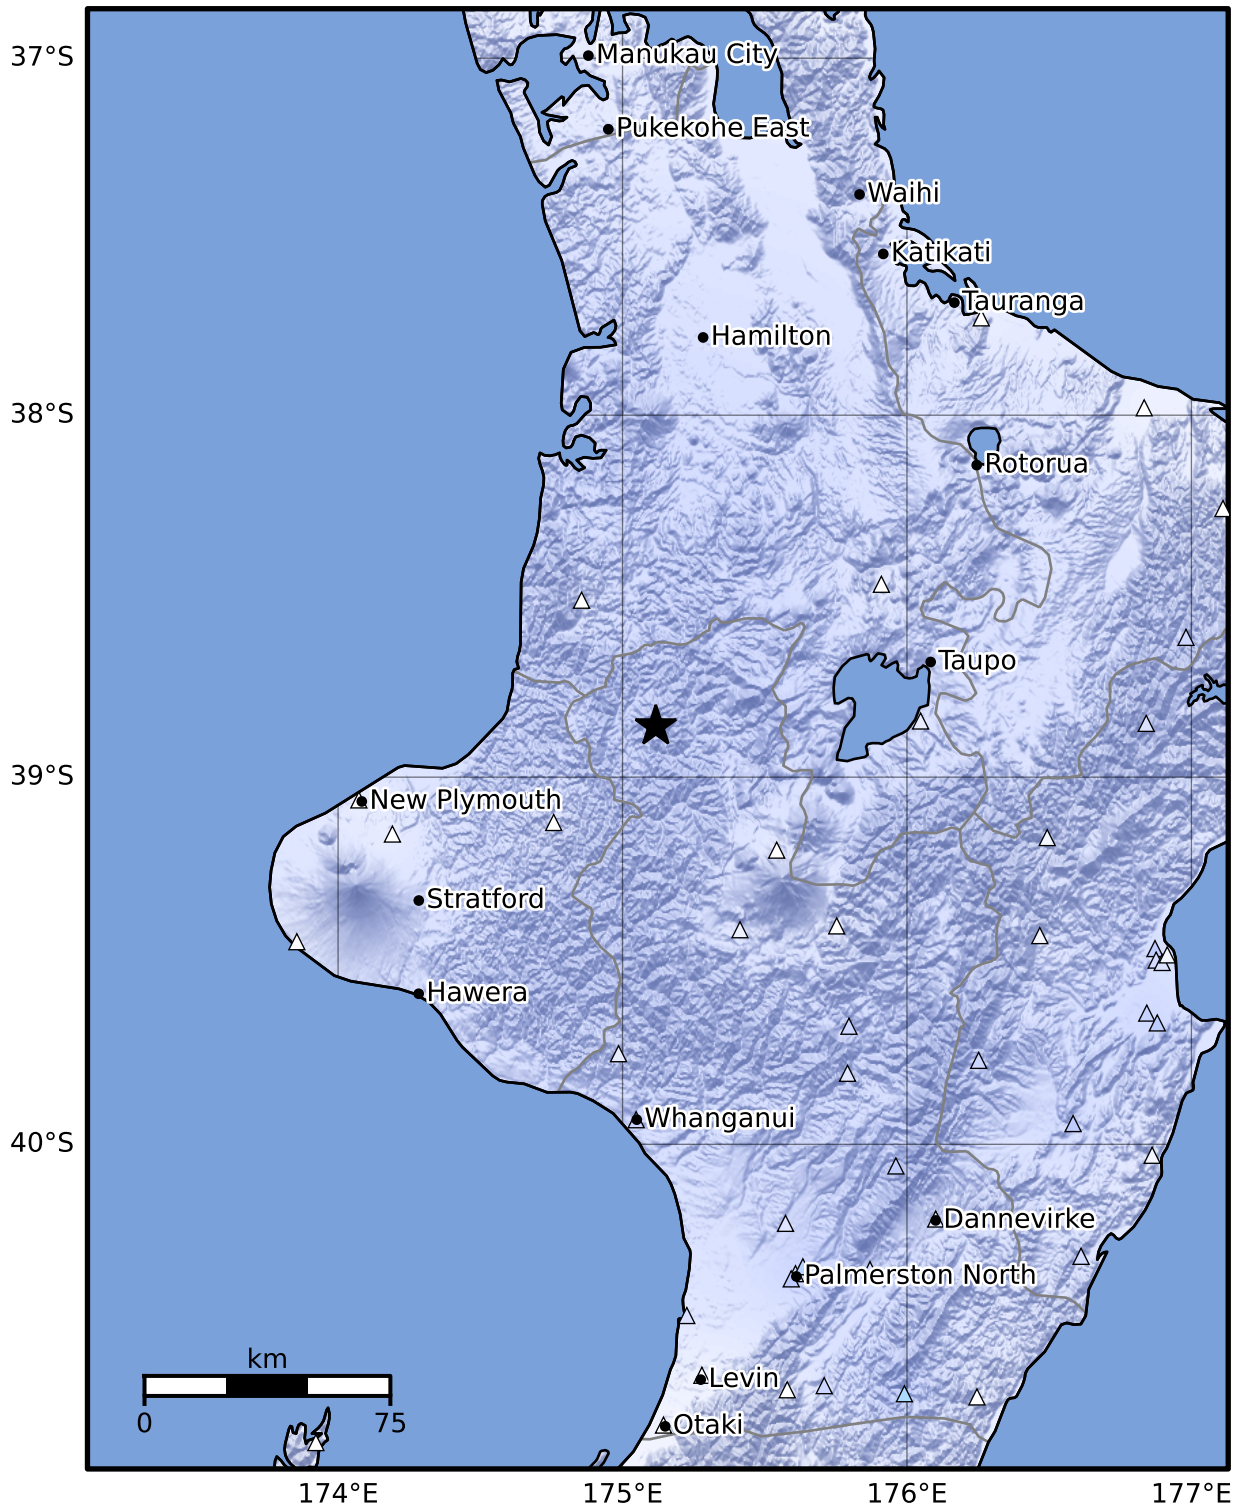 37°S
Manukau City
Pukekohe East
Waihi
Katikati
Tauranga
Hamilton
38°S
Rotorua
Taupo
39°S
New Plymouth
Stratford
Hawera
Whanganui
40°S
Dannevirke
Palmerston North
km
Levin
0
75
Otaki
174°E
175°E
176°E
177°E